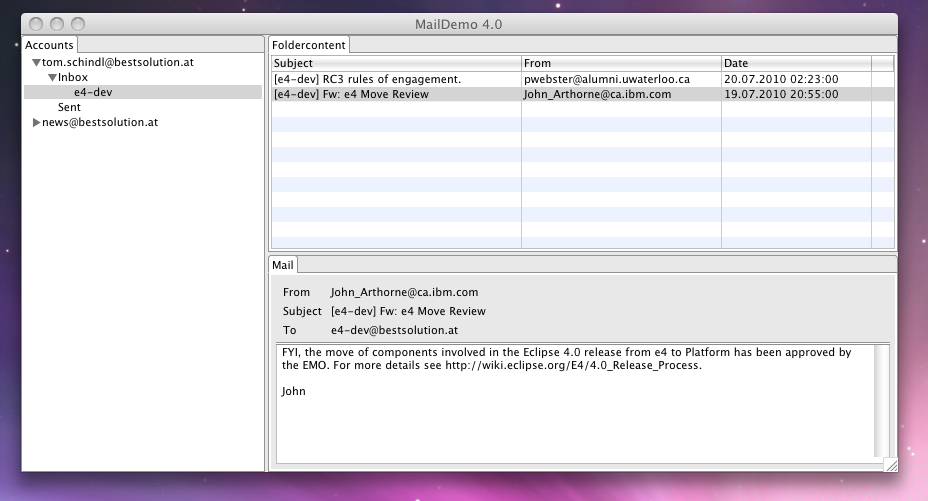 MailDemo 4.0
Accounts
tom.schindl@bestsolution.at
Inbox
e4-dev
Sent
news@bestsolution.at
Foldercontent
Subject From Date
[e4-dev] RC3 rules of engagement. pwebster@alumni.uwaterloo.ca 20.07.2010 02:23:00
[e4-dev] Fw: e4 Move Review John_Arthorne@ca.ibm.com 19.07.2010 20:55:00
Mail
From John_Arthorne@ca.ibm.com
Subject [e4-dev] Fw: e4 Move Review
To e4-dev@bestsolution.at
FYI, the move of components involved in the Eclipse 4.0 release from e4 to Platform has been approved by
the EMO. For more details see http://wiki.eclipse.org/E4/4.0_Release_Process.
John